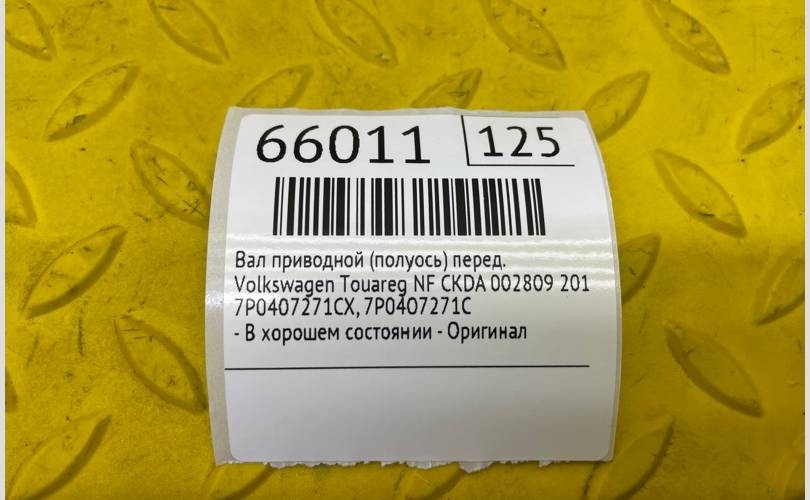 66011 125
Вал приводной (полуось) перед.
Volkswagen Touareg NF CKDA 002809 201
7P0407271CX, 7P0407271C
- В хорошем состоянии - Оригинал